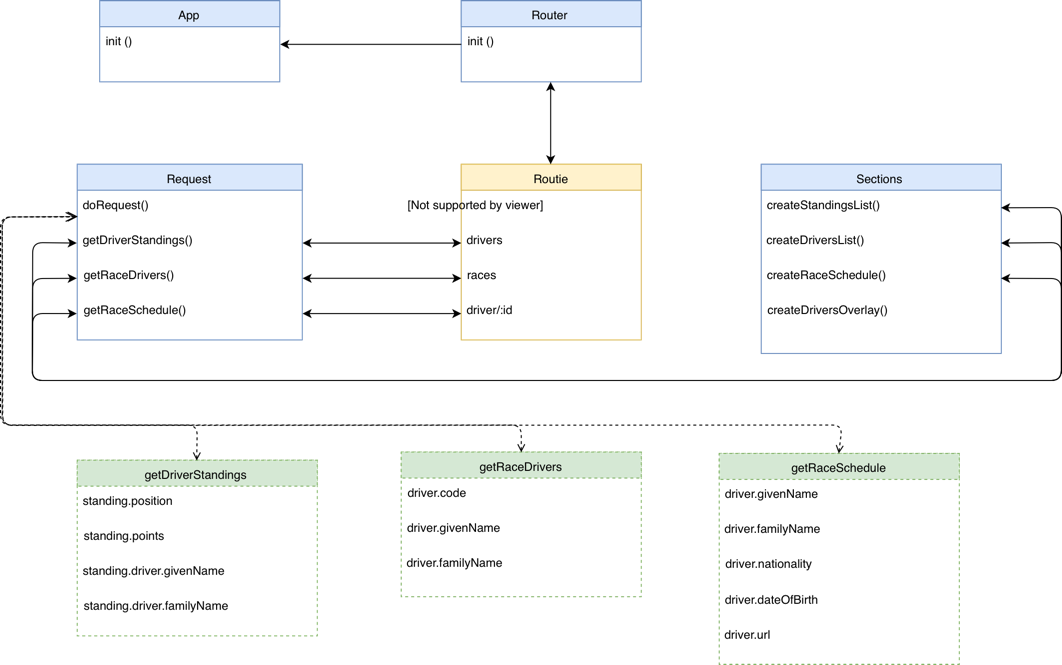 App
init ()
Router
init ()
Request
doRequest()
getDriverStandings()
getRaceDrivers()
getRaceSchedule()
Routie
[Not supported by viewer]
drivers
races
driver/:id
Sections
createStandingsList()
createDriversList()
createRaceSchedule()
createDriversOverlay()
getDriverStandings
standing.position
standing.points
standing.driver.givenName
standing.driver.familyName
getRaceDrivers
driver.code
driver.givenName
driver.familyName
getRaceSchedule
driver.givenName
driver.familyName
driver.nationality
driver.dateOfBirth
driver.url